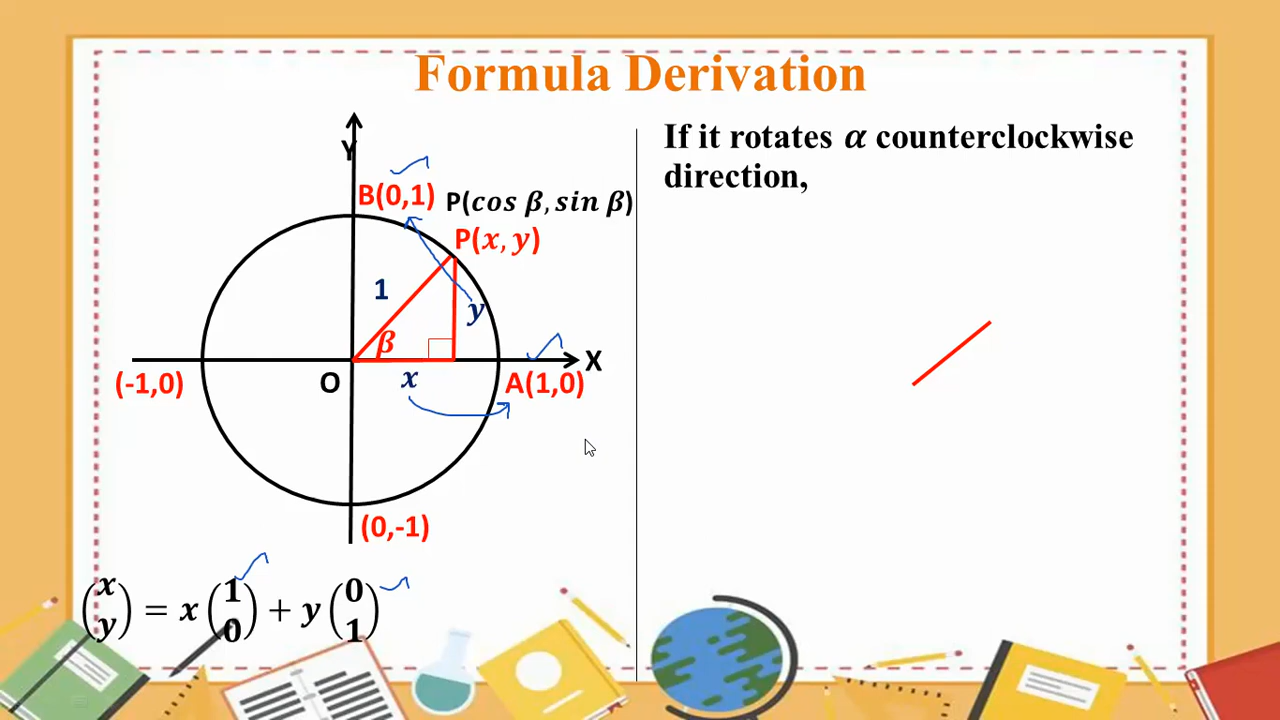 Formula Derivation
Y
B(0,1)
P(cos β, sin β)
P(x, y)
1
y
β
X
(-1,0)
O
x
A(1,0)
(0,-1)
(x y) = x (1 0) + y (0 1)
If it rotates α counterclockwise
direction,